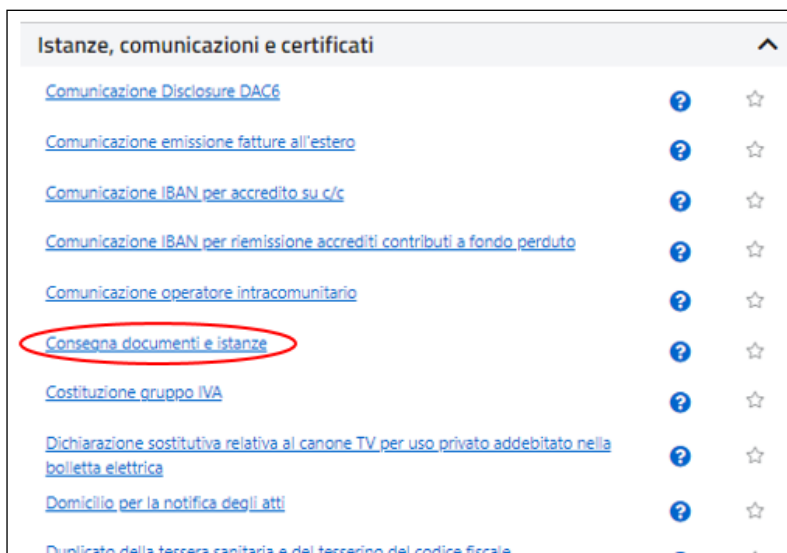 Istanze, comunicazioni e certificati
Comunicazione Disclosure DAC6
Comunicazione emissione fatture all'estero
Comunicazione IBAN per accredito su c/c
Comunicazione IBAN per riemissione accrediti contributi a fondo perduto
Comunicazione operatore intracomunitario
Consegna documenti e istanze
Costituzione gruppo IVA
Dichiarazione sostitutiva relativa al canone TV per uso privato addebitato nella
bolletta elettrica
Domicilio per la notifica degli atti
Duplicato della tessera sanitaria e del tesserino del codice fiscale